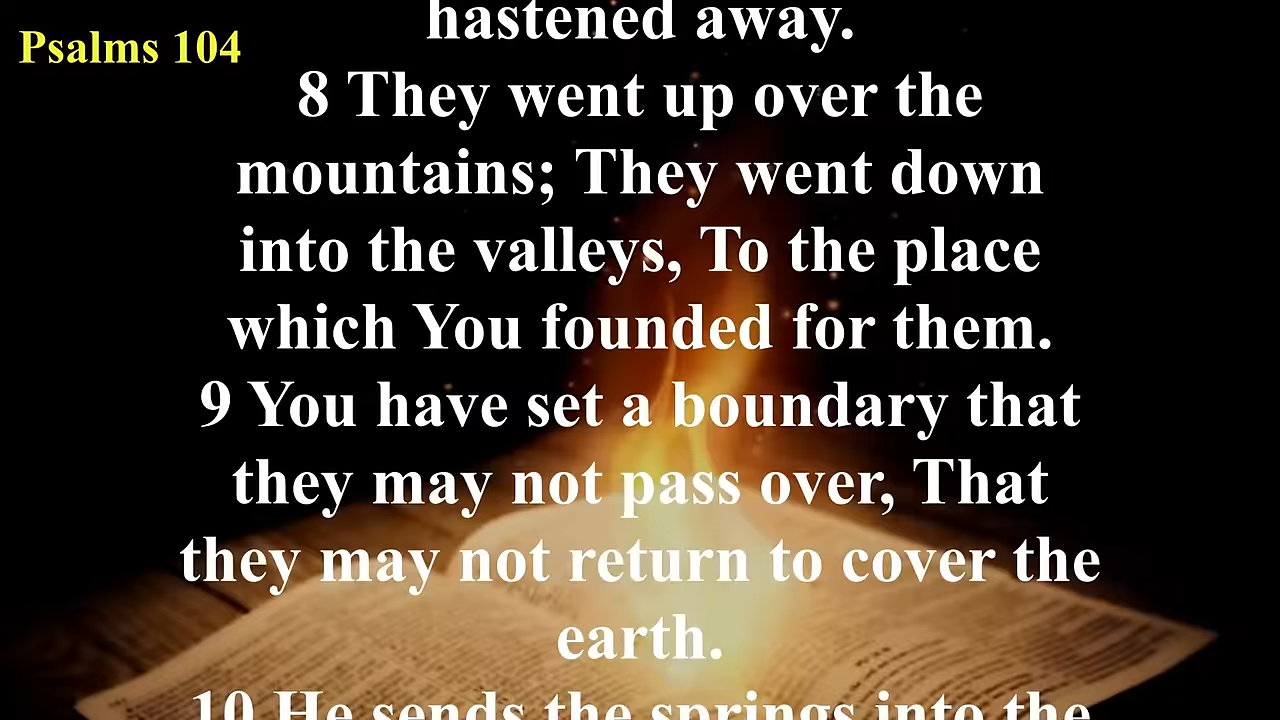 Psalms 104
hastened away.
8 They went up over the
mountains; They went down
into the valleys, To the place
which You founded for them.
9 You have set a boundary that
they may not pass over, That
they may not return to cover the
earth.
10 He sends the springs into the